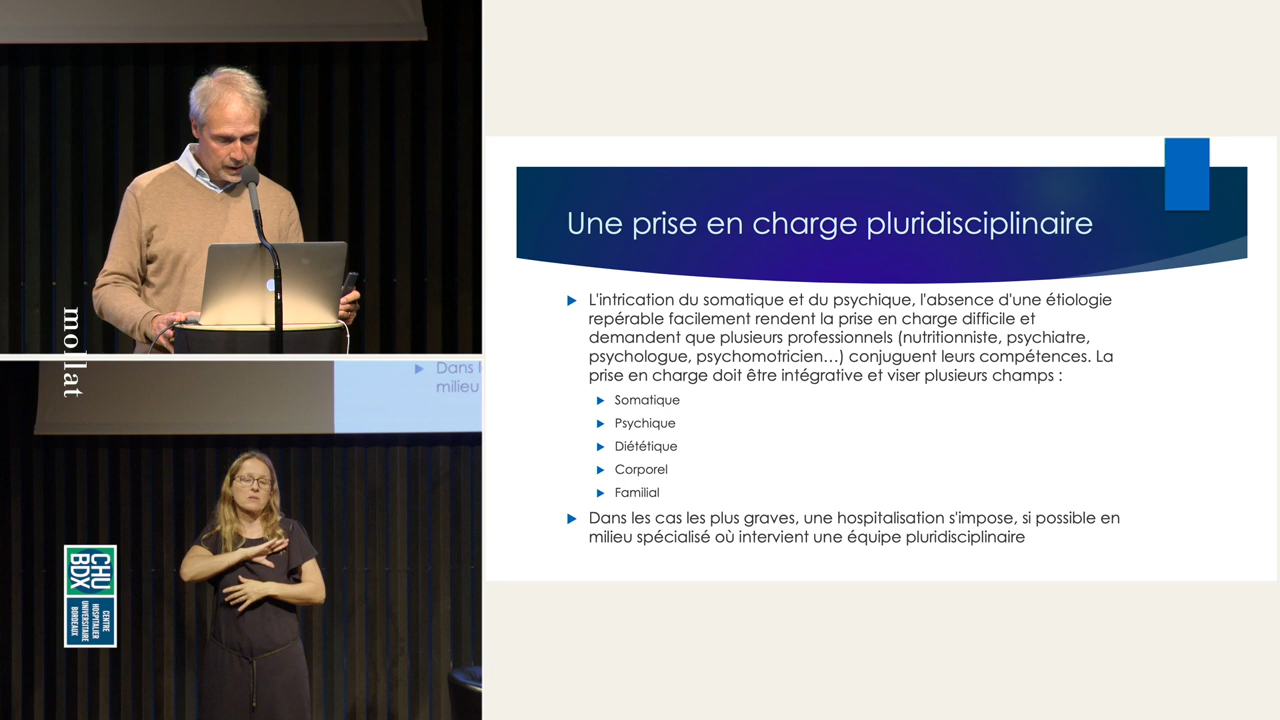 mollat
Dans l
milieu
CHU
BDX
CENTRE
HOSPITALIER
UNIVERSITAIRE
BORDEAUX
Une prise en charge pluridisciplinaire
L'intrication du somatique et du psychique, l'absence d'une étiologie
repérable facilement rendent la prise en charge difficile et
demandent que plusieurs professionnels (nutritionniste, psychiatre,
psychologue, psychomotricien…) conjuguent leurs compétences. La
prise en charge doit être intégrative et viser plusieurs champs :
Somatique
Psychique
Diététique
Corporel
Familial
Dans les cas les plus graves, une hospitalisation s'impose, si possible en
milieu spécialisé où intervient une équipe pluridisciplinaire